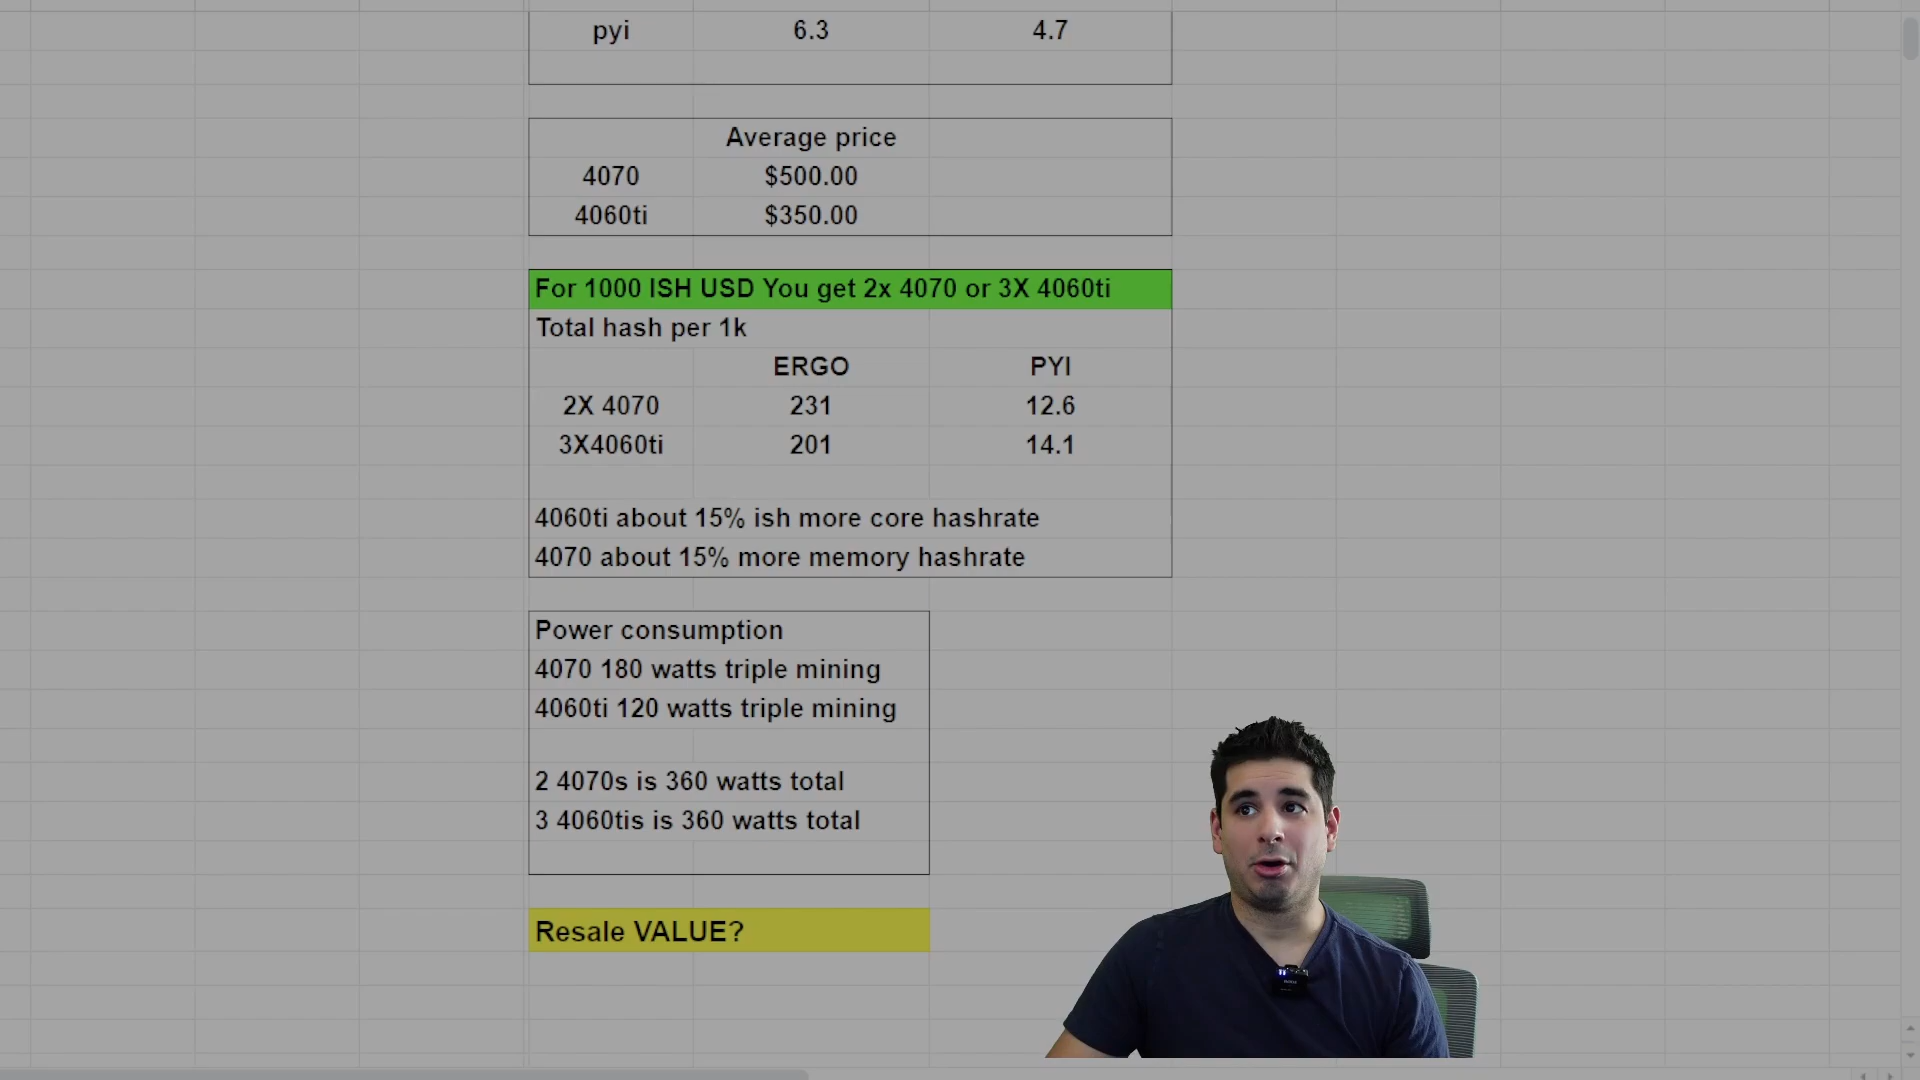 pyi 6.3 4.7
Average price
4070 $500.00
4060ti $350.00
For 1000 ISH USD You get 2x 4070 or 3X 4060ti
Total hash per 1k
ERGO PYI
2X 4070 231 12.6
3X4060ti 201 14.1
4060ti about 15% ish more core hashrate
4070 about 15% more memory hashrate
Power consumption
4070 180 watts triple mining
4060ti 120 watts triple mining
2 4070s is 360 watts total
3 4060tis is 360 watts total
Resale VALUE?